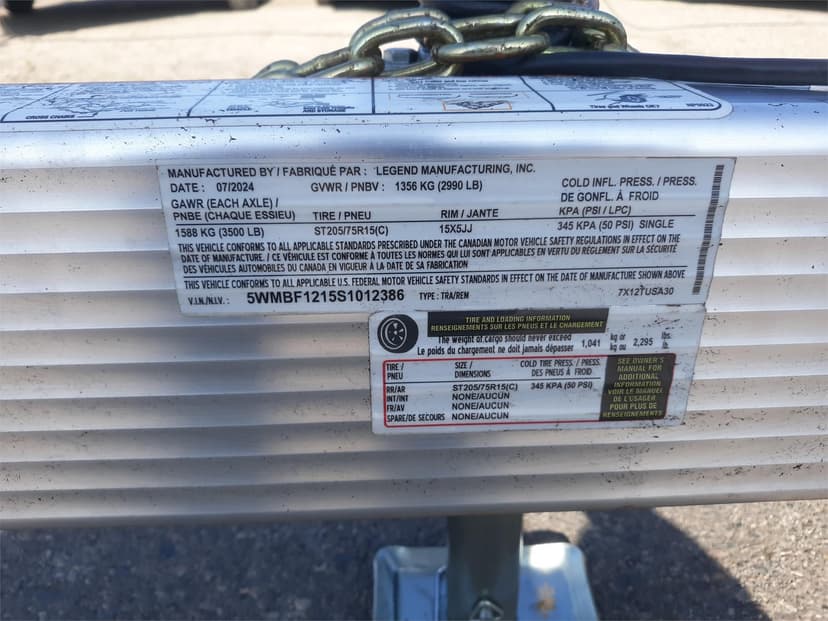 CROSS CHAINS
Tires and Wheels OK?
MANUFACTURED BY / FABRIQUÉ PAR : LEGEND MANUFACTURING, INC.
DATE : 07/2024 GVWR / PNBV : 1356 KG (2990 LB) COLD INFL. PRESS. / PRESS.
GAWR (EACH AXLE) / DE GONFL. À FROID
PNBE (CHAQUE ESSIEU) TIRE / PNEU RIM / JANTE KPA (PSI / LPC)
1588 KG (3500 LB) ST205/75R15(C) 15X5JJ 345 KPA (50 PSI) SINGLE
THIS VEHICLE CONFORMS TO ALL APPLICABLE STANDARDS PRESCRIBED UNDER THE CANADIAN MOTOR VEHICLE SAFETY REGULATIONS IN EFFECT ON THE
DATE OF MANUFACTURE. / CE VÉHICULE EST CONFORME À TOUTES LES NORMES QUI LUI SONT APPLICABLES EN VERTU DU RÈGLEMENT SUR LA SÉCURITÉ
DES VÉHICULES AUTOMOBILES DU CANADA EN VIGUEUR À LA DATE DE SA FABRICATION
THIS VEHICLE CONFORMS TO ALL APPLICABLE U.S. FEDERAL MOTOR VEHICLE SAFETY STANDARDS IN EFFECT ON THE DATE OF MANUFACTURE SHOWN ABOVE
V.I.N./N.I.V. : 5WMBF1215S1012386 TYPE : TRA/REM 7X12TUSA30
TIRE AND LOADING INFORMATION
RENSEIGNEMENTS SUR LES PNEUS ET LE CHARGEMENT
The weight of cargo should never exceed 1,041 kg or 2,295 lbs.
Le poids du chargement ne doit jamais dépasser kg ou lb.
TIRE / SIZE / COLD TIRE PRESS./ PRESS.
PNEU DIMENSIONS DES PNEUS À FROID
RR/AR ST205/75R15(C) 345 KPA (50 PSI)
INT/INT NONE/AUCUN
FR/AV NONE/AUCUN
SPARE/DE SECOURS NONE/AUCUN
SEE OWNER'S
MANUAL FOR
ADDITIONAL
INFORMATION
VOIR LE MANUEL
DE L'USAGER
POUR PLUS DE
RENSEIGNEMENTS